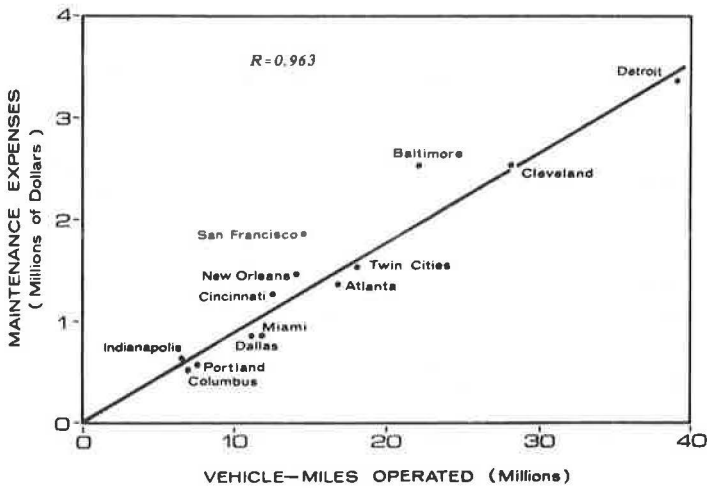 4
R=0.963
Detroit
3
Baltimore
Cleveland
2
San Francisco
Twin Cities
New Orleans
Atlanta
Cincinnati
1
Miami
Dallas
Indianapolis
Portland
Columbus
0
0 10 20 30 40
MAINTENANCE EXPENSES
(Millions of Dollars)
VEHICLE—MILES OPERATED (Millions)